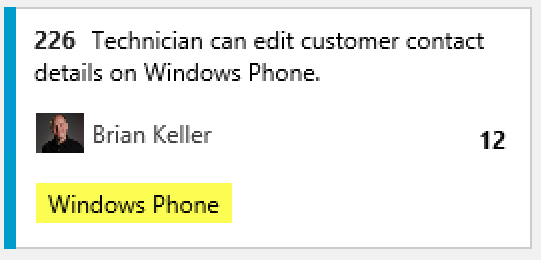 226 Technician can edit customer contact
details on Windows Phone.
Brian Keller
12
Windows Phone